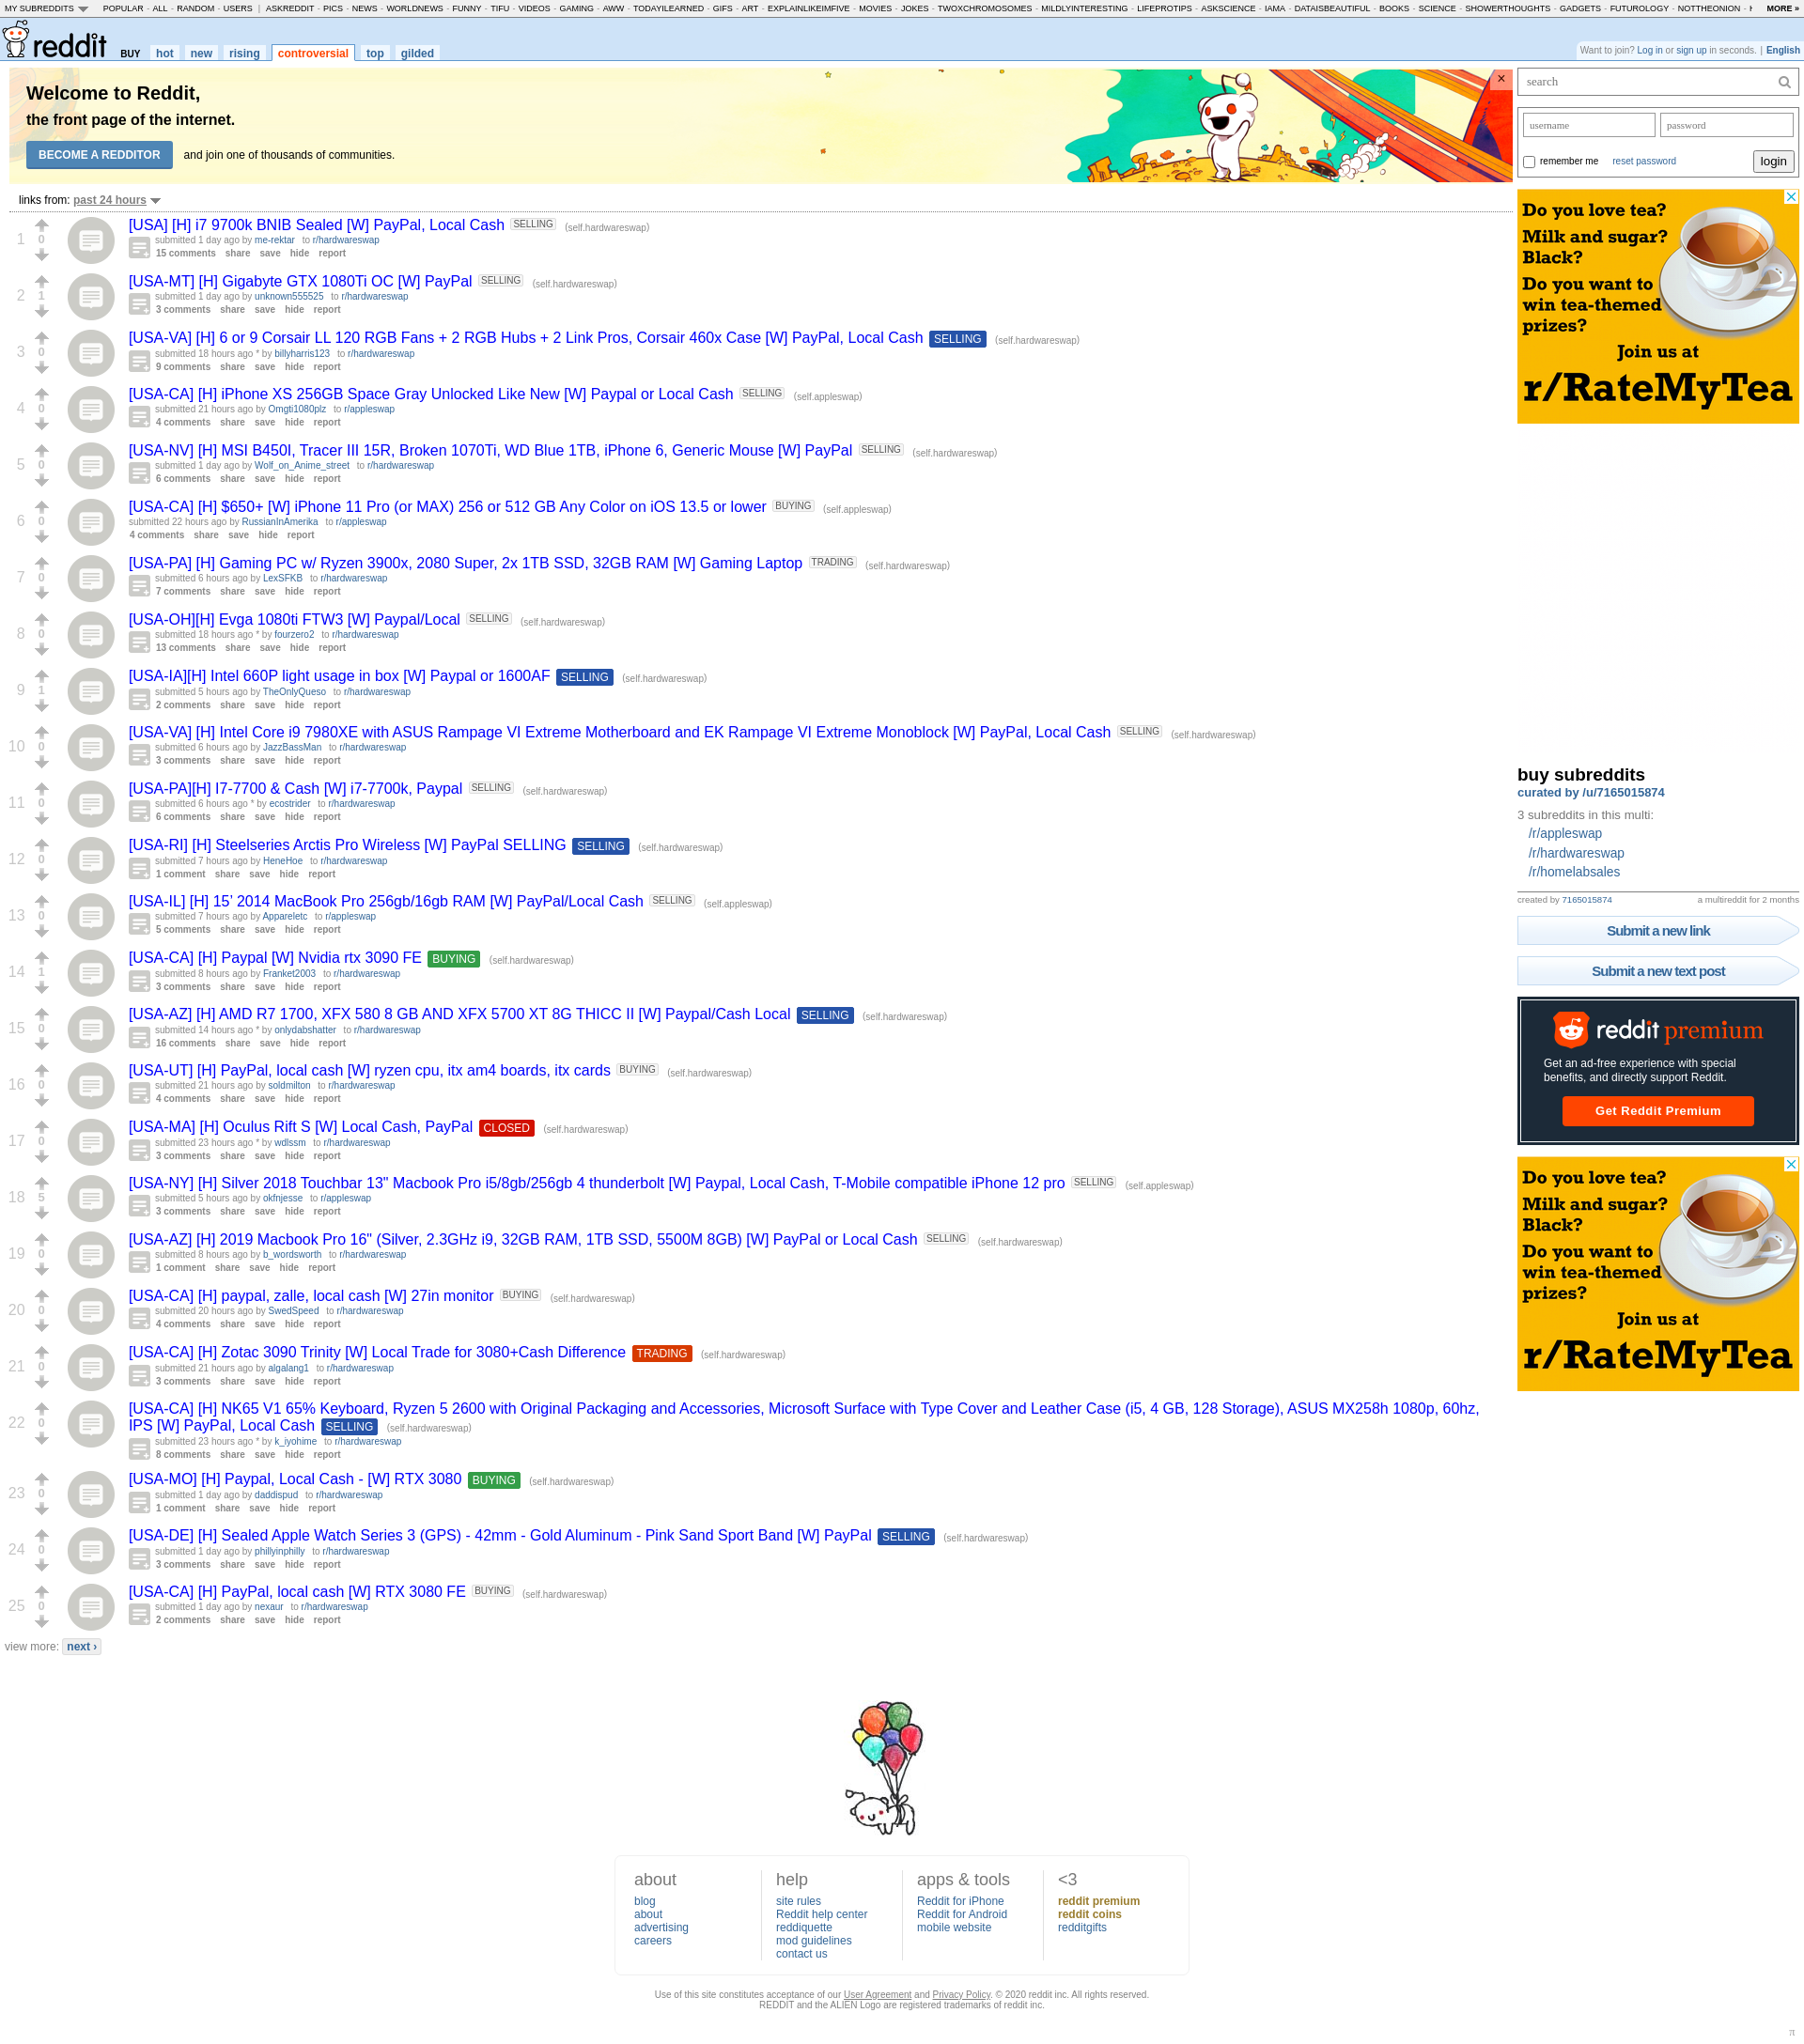 MY SUBREDDITS POPULAR - ALL - RANDOM - USERS | ASKREDDIT - PICS - NEWS - WORLDNEWS - FUNNY - TIFU - VIDEOS - GAMING - AWW - TODAYILEARNED - GIFS - ART - EXPLAINLIKEIMFIVE - MOVIES - JOKES - TWOXCHROMOSOMES - MILDLYINTERESTING - LIFEPROTIPS - ASKSCIENCE - IAMA - DATAISBEAUTIFUL - BOOKS - SCIENCE - SHOWERTHOUGHTS - GADGETS - FUTUROLOGY - NOTTHEONION - MORE »
reddit BUY hot new rising controversial top gilded
Want to join? Log in or sign up in seconds. | English
Welcome to Reddit,
the front page of the internet.
BECOME A REDDITOR and join one of thousands of communities.
links from: past 24 hours
1 0 [USA] [H] i7 9700k BNIB Sealed [W] PayPal, Local Cash SELLING (self.hardwareswap)
submitted 1 day ago by me-rektar to r/hardwareswap
15 comments share save hide report
2 1 [USA-MT] [H] Gigabyte GTX 1080Ti OC [W] PayPal SELLING (self.hardwareswap)
submitted 1 day ago by unknown555525 to r/hardwareswap
3 comments share save hide report
3 0 [USA-VA] [H] 6 or 9 Corsair LL 120 RGB Fans + 2 RGB Hubs + 2 Link Pros, Corsair 460x Case [W] PayPal, Local Cash SELLING (self.hardwareswap)
submitted 18 hours ago * by billyharris123 to r/hardwareswap
9 comments share save hide report
4 0 [USA-CA] [H] iPhone XS 256GB Space Gray Unlocked Like New [W] Paypal or Local Cash SELLING (self.appleswap)
submitted 21 hours ago by Omgti1080plz to r/appleswap
4 comments share save hide report
5 0 [USA-NV] [H] MSI B450I, Tracer III 15R, Broken 1070Ti, WD Blue 1TB, iPhone 6, Generic Mouse [W] PayPal SELLING (self.hardwareswap)
submitted 1 day ago by Wolf_on_Anime_street to r/hardwareswap
6 comments share save hide report
6 0 [USA-CA] [H] $650+ [W] iPhone 11 Pro (or MAX) 256 or 512 GB Any Color on iOS 13.5 or lower BUYING (self.appleswap)
submitted 22 hours ago by RussianInAmerika to r/appleswap
4 comments share save hide report
7 0 [USA-PA] [H] Gaming PC w/ Ryzen 3900x, 2080 Super, 2x 1TB SSD, 32GB RAM [W] Gaming Laptop TRADING (self.hardwareswap)
submitted 6 hours ago by LexSFKB to r/hardwareswap
7 comments share save hide report
8 0 [USA-OH][H] Evga 1080ti FTW3 [W] Paypal/Local SELLING (self.hardwareswap)
submitted 18 hours ago * by fourzero2 to r/hardwareswap
13 comments share save hide report
9 1 [USA-IA][H] Intel 660P light usage in box [W] Paypal or 1600AF SELLING (self.hardwareswap)
submitted 5 hours ago by TheOnlyQueso to r/hardwareswap
2 comments share save hide report
10 0 [USA-VA] [H] Intel Core i9 7980XE with ASUS Rampage VI Extreme Motherboard and EK Rampage VI Extreme Monoblock [W] PayPal, Local Cash SELLING (self.hardwareswap)
submitted 6 hours ago by JazzBassMan to r/hardwareswap
3 comments share save hide report
11 0 [USA-PA][H] I7-7700 & Cash [W] i7-7700k, Paypal SELLING (self.hardwareswap)
submitted 6 hours ago * by ecostrider to r/hardwareswap
6 comments share save hide report
12 0 [USA-RI] [H] Steelseries Arctis Pro Wireless [W] PayPal SELLING SELLING (self.hardwareswap)
submitted 7 hours ago by HeneHoe to r/hardwareswap
1 comment share save hide report
13 0 [USA-IL] [H] 15’ 2014 MacBook Pro 256gb/16gb RAM [W] PayPal/Local Cash SELLING (self.appleswap)
submitted 7 hours ago by Appareletc to r/appleswap
5 comments share save hide report
14 1 [USA-CA] [H] Paypal [W] Nvidia rtx 3090 FE BUYING (self.hardwareswap)
submitted 8 hours ago by Franket2003 to r/hardwareswap
3 comments share save hide report
15 0 [USA-AZ] [H] AMD R7 1700, XFX 580 8 GB AND XFX 5700 XT 8G THICC II [W] Paypal/Cash Local SELLING (self.hardwareswap)
submitted 14 hours ago * by onlydabshatter to r/hardwareswap
16 comments share save hide report
16 0 [USA-UT] [H] PayPal, local cash [W] ryzen cpu, itx am4 boards, itx cards BUYING (self.hardwareswap)
submitted 21 hours ago by soldmilton to r/hardwareswap
4 comments share save hide report
17 0 [USA-MA] [H] Oculus Rift S [W] Local Cash, PayPal CLOSED (self.hardwareswap)
submitted 23 hours ago * by wdlssm to r/hardwareswap
3 comments share save hide report
18 5 [USA-NY] [H] Silver 2018 Touchbar 13" Macbook Pro i5/8gb/256gb 4 thunderbolt [W] Paypal, Local Cash, T-Mobile compatible iPhone 12 pro SELLING (self.appleswap)
submitted 5 hours ago by okfnjesse to r/appleswap
3 comments share save hide report
19 0 [USA-AZ] [H] 2019 Macbook Pro 16" (Silver, 2.3GHz i9, 32GB RAM, 1TB SSD, 5500M 8GB) [W] PayPal or Local Cash SELLING (self.hardwareswap)
submitted 8 hours ago by b_wordsworth to r/hardwareswap
1 comment share save hide report
20 0 [USA-CA] [H] paypal, zalle, local cash [W] 27in monitor BUYING (self.hardwareswap)
submitted 20 hours ago by SwedSpeed to r/hardwareswap
4 comments share save hide report
21 0 [USA-CA] [H] Zotac 3090 Trinity [W] Local Trade for 3080+Cash Difference TRADING (self.hardwareswap)
submitted 21 hours ago by algalang1 to r/hardwareswap
3 comments share save hide report
22 0 [USA-CA] [H] NK65 V1 65% Keyboard, Ryzen 5 2600 with Original Packaging and Accessories, Microsoft Surface with Type Cover and Leather Case (i5, 4 GB, 128 Storage), ASUS MX258h 1080p, 60hz,
IPS [W] PayPal, Local Cash SELLING (self.hardwareswap)
submitted 23 hours ago * by k_iyohime to r/hardwareswap
8 comments share save hide report
23 0 [USA-MO] [H] Paypal, Local Cash - [W] RTX 3080 BUYING (self.hardwareswap)
submitted 1 day ago by daddispud to r/hardwareswap
1 comment share save hide report
24 0 [USA-DE] [H] Sealed Apple Watch Series 3 (GPS) - 42mm - Gold Aluminum - Pink Sand Sport Band [W] PayPal SELLING (self.hardwareswap)
submitted 1 day ago by phillyinphilly to r/hardwareswap
3 comments share save hide report
25 0 [USA-CA] [H] PayPal, local cash [W] RTX 3080 FE BUYING (self.hardwareswap)
submitted 1 day ago by nexaur to r/hardwareswap
2 comments share save hide report
view more: next ›
search
username password
remember me reset password login
Do you love tea?
Milk and sugar?
Black?
Do you want to
win tea-themed
prizes?
Join us at
r/RateMyTea
buy subreddits
curated by /u/7165015874
3 subreddits in this multi:
/r/appleswap
/r/hardwareswap
/r/homelabsales
created by 7165015874 a multireddit for 2 months
Submit a new link
Submit a new text post
reddit premium
Get an ad-free experience with special
benefits, and directly support Reddit.
Get Reddit Premium
Do you love tea?
Milk and sugar?
Black?
Do you want to
win tea-themed
prizes?
Join us at
r/RateMyTea
about
blog
about
advertising
careers
help
site rules
Reddit help center
reddiquette
mod guidelines
contact us
apps & tools
Reddit for iPhone
Reddit for Android
mobile website
<3
reddit premium
reddit coins
redditgifts
Use of this site constitutes acceptance of our User Agreement and Privacy Policy. © 2020 reddit inc. All rights reserved.
REDDIT and the ALIEN Logo are registered trademarks of reddit inc.
π